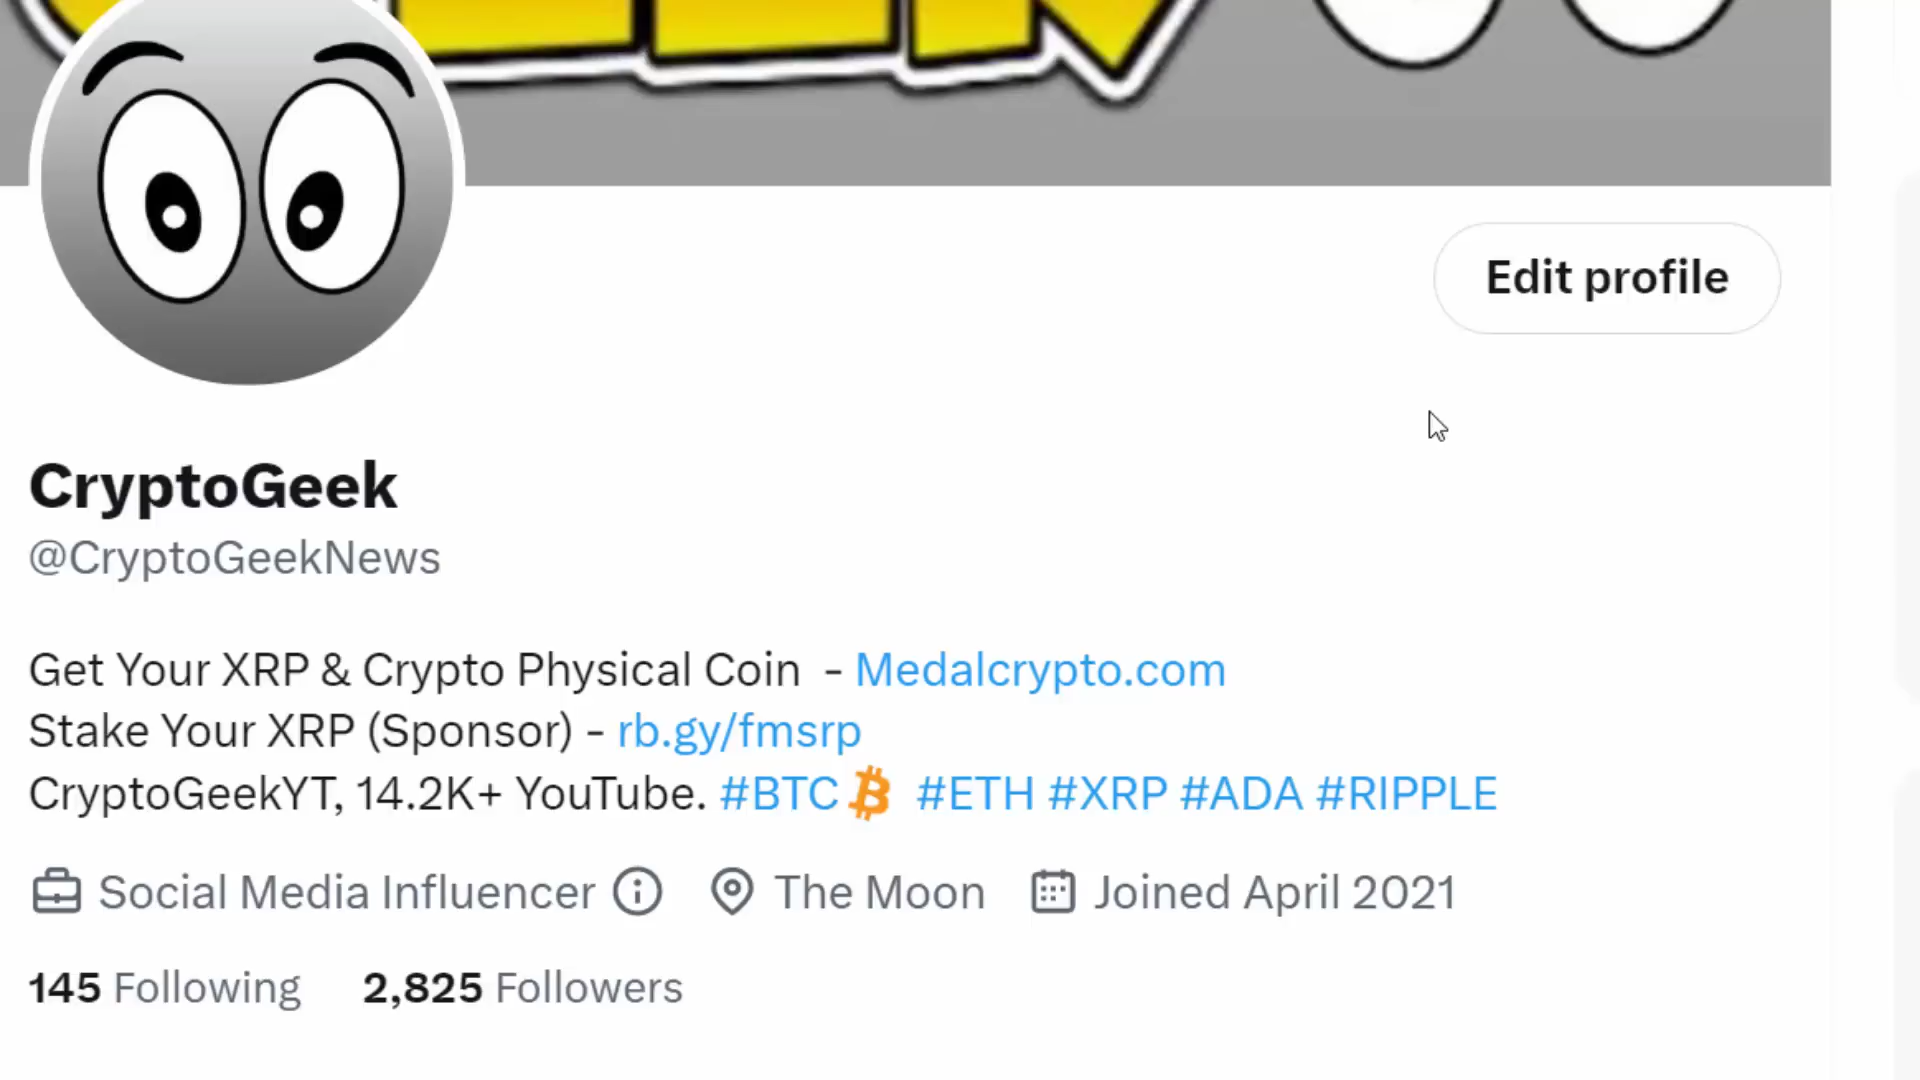 Edit profile
CryptoGeek
@CryptoGeekNews
Get Your XRP & Crypto Physical Coin - Medalcrypto.com
Stake Your XRP (Sponsor) - rb.gy/fmsrp
CryptoGeekYT, 14.2K+ YouTube. #BTC #ETH #XRP #ADA #RIPPLE
Social Media Influencer The Moon Joined April 2021
145 Following 2,825 Followers